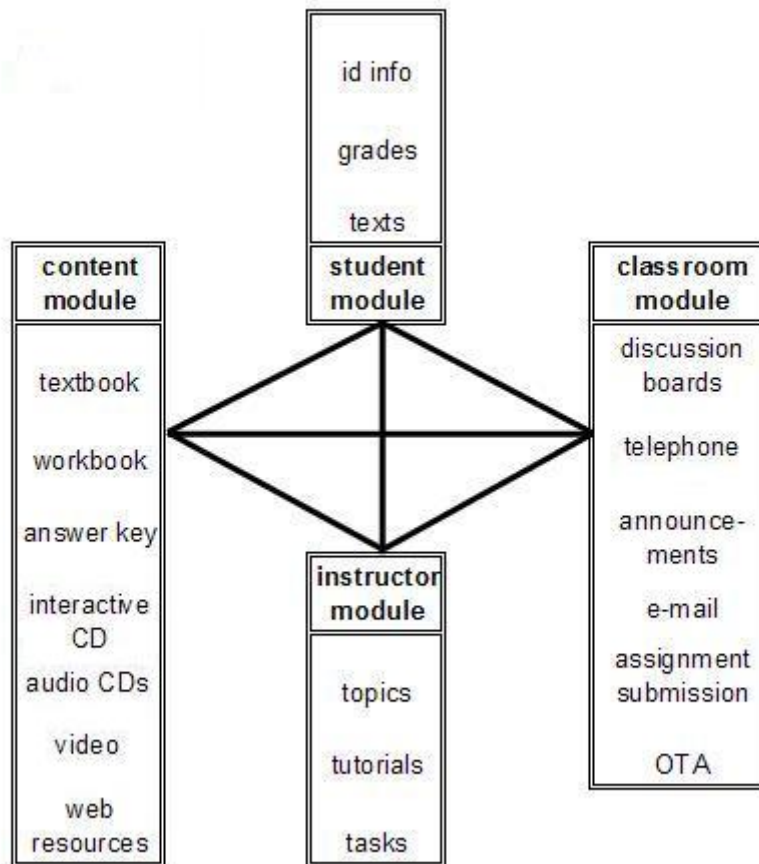 id info
grades
texts
student
module
content
module
textbook
workbook
answer key
interactive
CD
audio CDs
video
web
resources
classroom
module
discussion
boards
telephone
announce-
ments
e-mail
assignment
submission
OTA
instructor
module
topics
tutorials
tasks